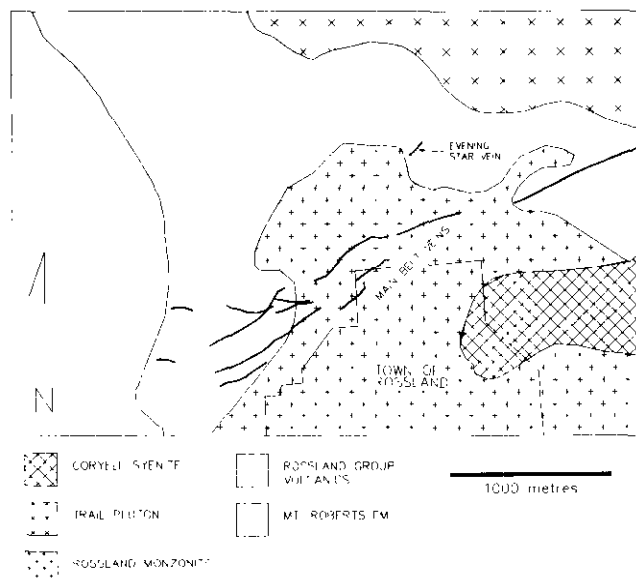 EVENING
STAR VEIN
MAIN BELT VEINS
TOWN OF
ROSSLAND
N
CORYELL SYENITE
TRAIL PLUTON
ROSSLAND MONZONITE
ROSSLAND GROUP
VOLCANICS
MT. ROBERTS FM
1000 metres